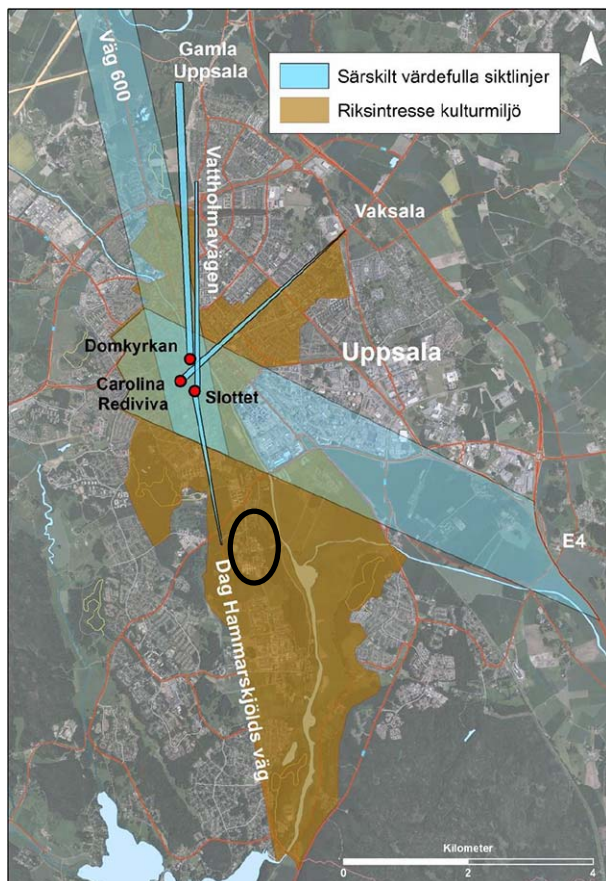 Gamla
Uppsala
Väg 600
Särskilt värdefulla siktlinjer
Riksintresse kulturmiljö
Vattholmavägen
Vaksala
Domkyrkan
Uppsala
Carolina
Rediviva
Slottet
E4
Dag Hammarskjölds väg
Kilometer
0 2 4